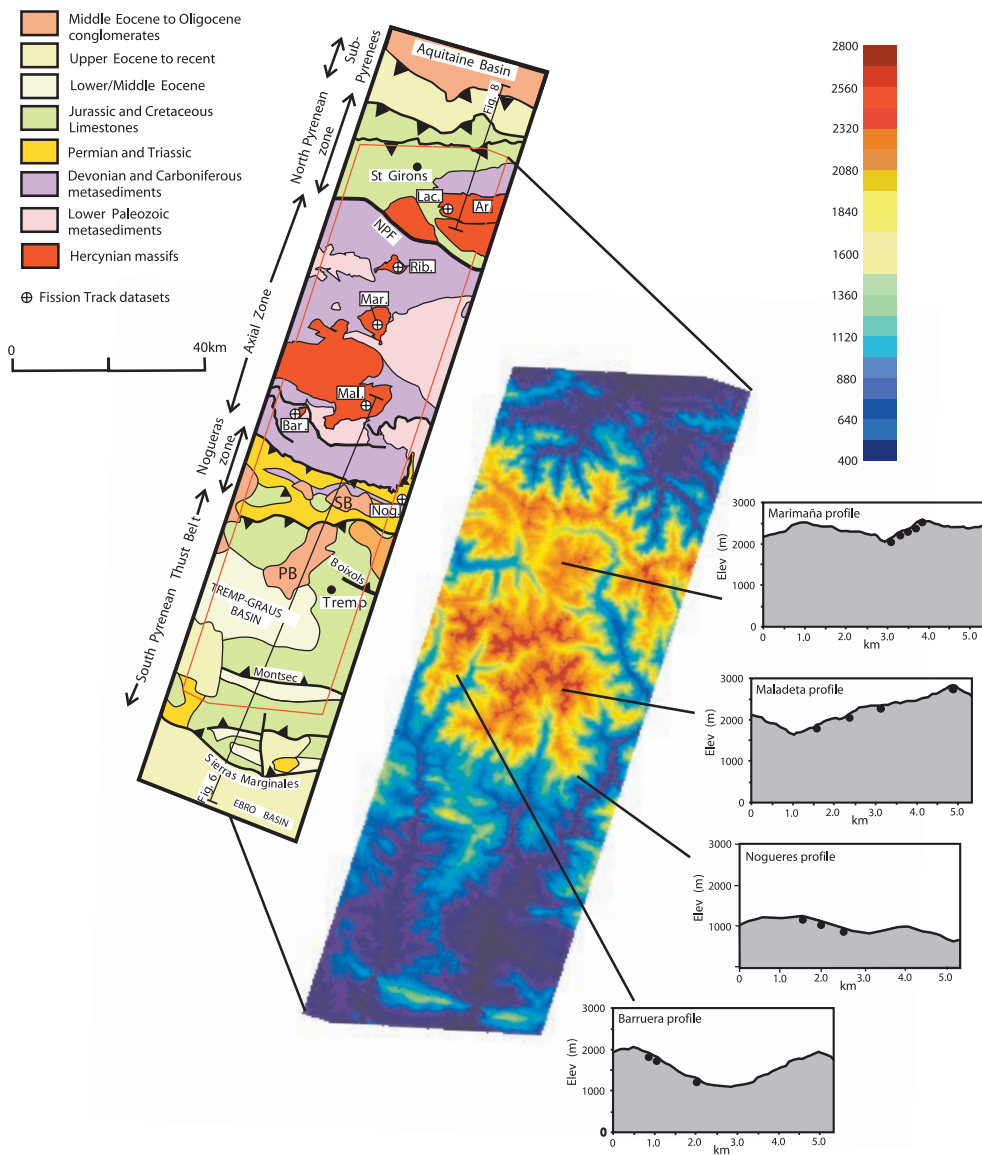 Middle Eocene to Oligocene
conglomerates
Upper Eocene to recent
Lower/Middle Eocene
Jurassic and Cretaceous
Limestones
Permian and Triassic
Devonian and Carboniferous
metasediments
Lower Paleozoic
metasediments
Hercynian massifs
Fission Track datasets
0
40km
Sub-
Pyrenees
North Pyrenean
zone
Axial Zone
Nogueras
zone
South Pyrenean Thust Belt
Aquitaine Basin
Fig. 8
St Girons
Lac.
Ar.
NPF
Rib.
Mar.
Mal.
Bar.
SB
Nog.
PB
Boixols
Tremp
TREMP-GRAUS
BASIN
Montsec
Sierras Marginales
Fig. 6
EBRO BASIN
2800
2560
2320
2080
1840
1600
1360
1120
880
640
400
Marimaña profile
Elev (m)
3000
2000
1000
0
0 1.0 2.0 3.0 4.0 5.0
km
Maladeta profile
Elev (m)
3000
2000
1000
0
0 1.0 2.0 3.0 4.0 5.0
km
Nogueres profile
Elev (m)
3000
2000
1000
0
0 1.0 2.0 3.0 4.0 5.0
km
Barruera profile
Elev (m)
3000
2000
1000
0
0 1.0 2.0 3.0 4.0 5.0
km